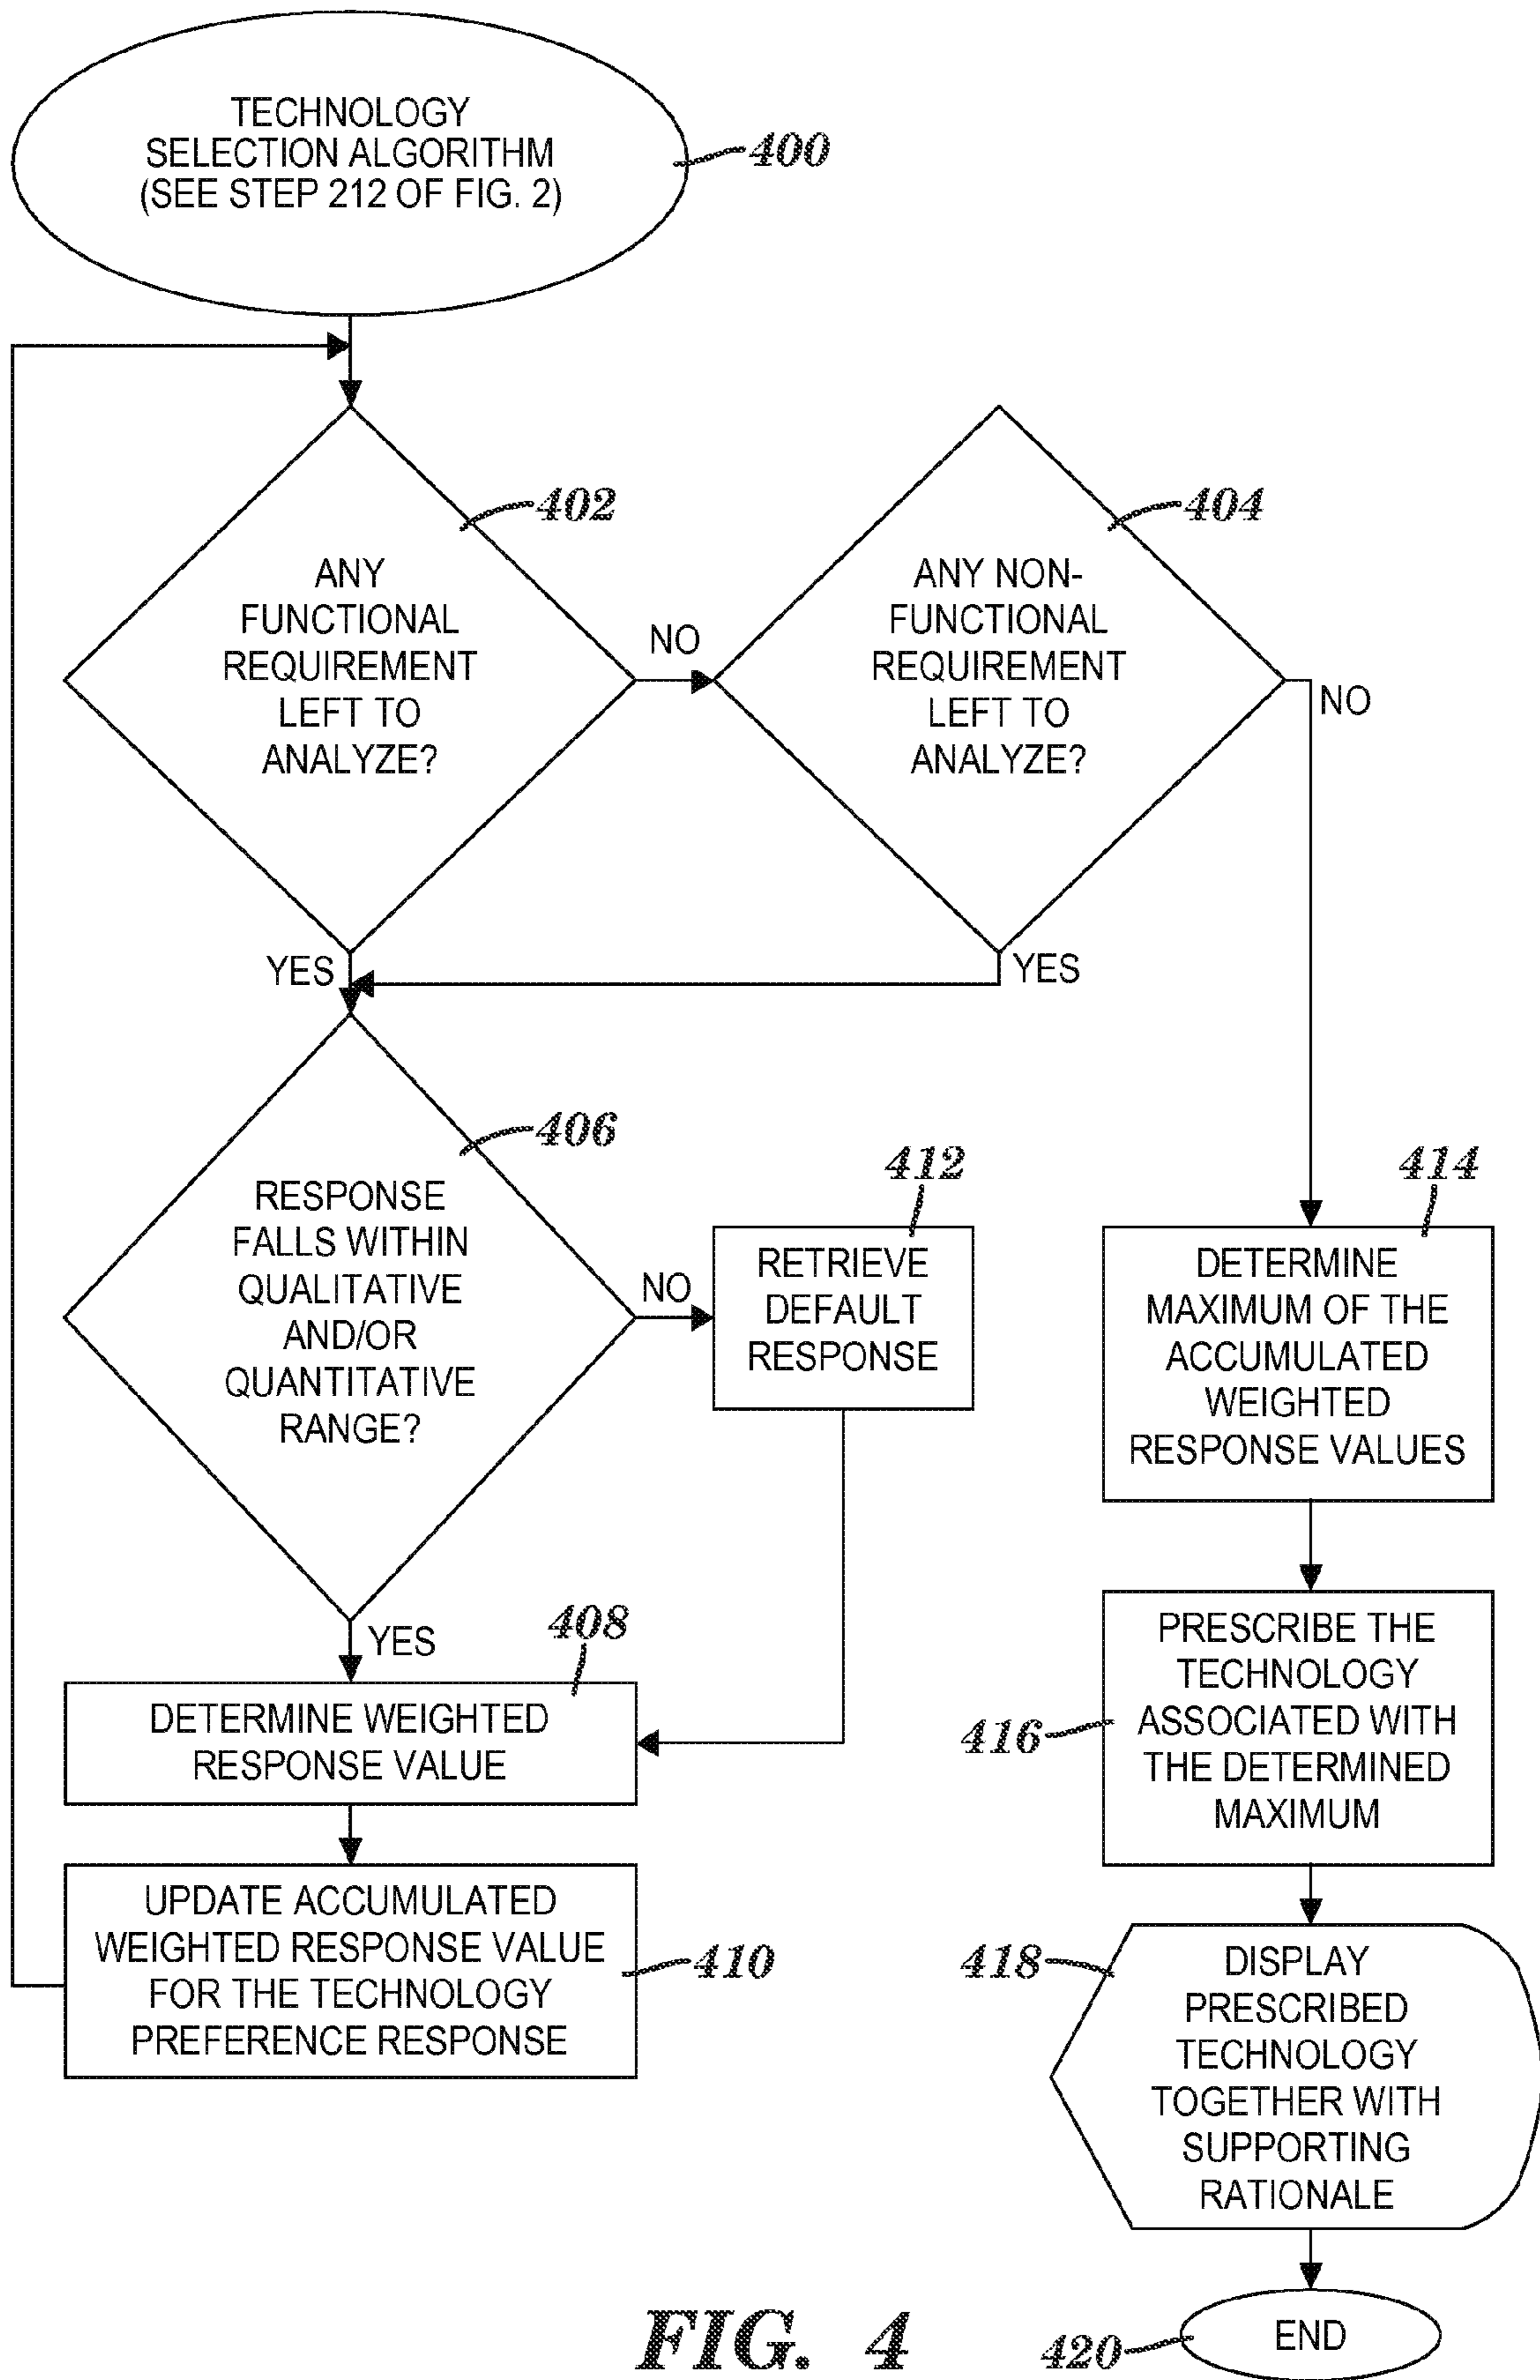 TECHNOLOGY
SELECTION ALGORITHM
(SEE STEP 212 OF FIG. 2)
400
402
ANY
FUNCTIONAL
REQUIREMENT
LEFT TO
ANALYZE?
NO
404
ANY NON-
FUNCTIONAL
REQUIREMENT
LEFT TO
ANALYZE?
NO
YES
YES
406
RESPONSE
FALLS WITHIN
QUALITATIVE
AND/OR
QUANTITATIVE
RANGE?
NO
412
RETRIEVE
DEFAULT
RESPONSE
YES
408
DETERMINE WEIGHTED
RESPONSE VALUE
UPDATE ACCUMULATED
WEIGHTED RESPONSE VALUE
FOR THE TECHNOLOGY
PREFERENCE RESPONSE
410
414
DETERMINE
MAXIMUM OF THE
ACCUMULATED
WEIGHTED
RESPONSE VALUES
416
PRESCRIBE THE
TECHNOLOGY
ASSOCIATED WITH
THE DETERMINED
MAXIMUM
418
DISPLAY
PRESCRIBED
TECHNOLOGY
TOGETHER WITH
SUPPORTING
RATIONALE
420
END
FIG. 4